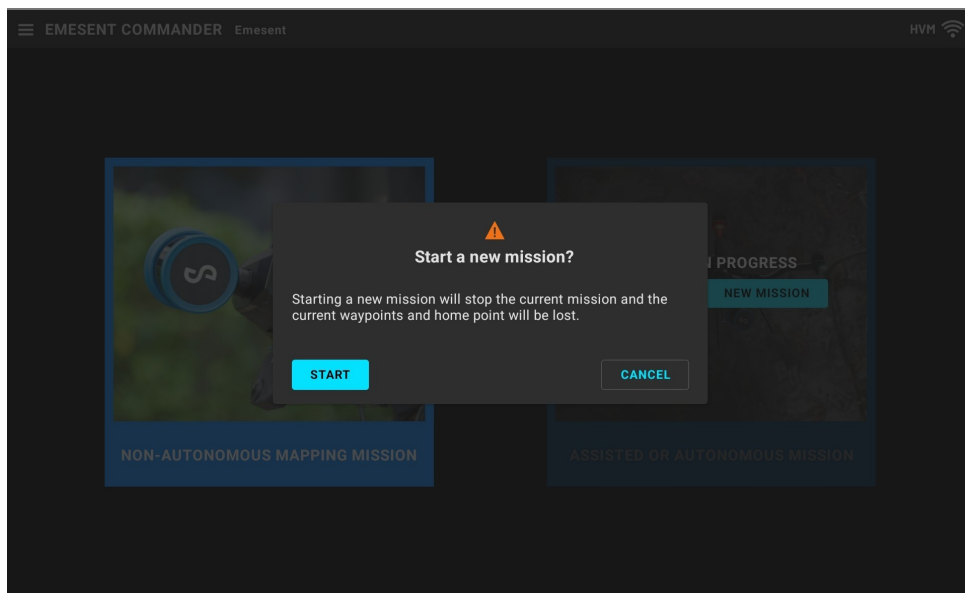 EMESENT COMMANDER Emesent
HVM
Start a new mission?
Starting a new mission will stop the current mission and the
current waypoints and home point will be lost.
START
CANCEL
PROGRESS
NEW MISSION
NON-AUTONOMOUS MAPPING MISSION
ASSISTED OR AUTONOMOUS MISSION